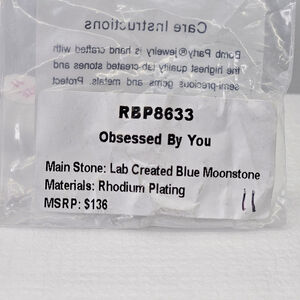 Care Instructions
Bomb Party® jewelry is hand crafted with
the highest quality lab-created stones and
semi-precious gems and metals. Protect
RBP8633
Obsessed By You
Main Stone: Lab Created Blue Moonstone
Materials: Rhodium Plating
MSRP: $136
11